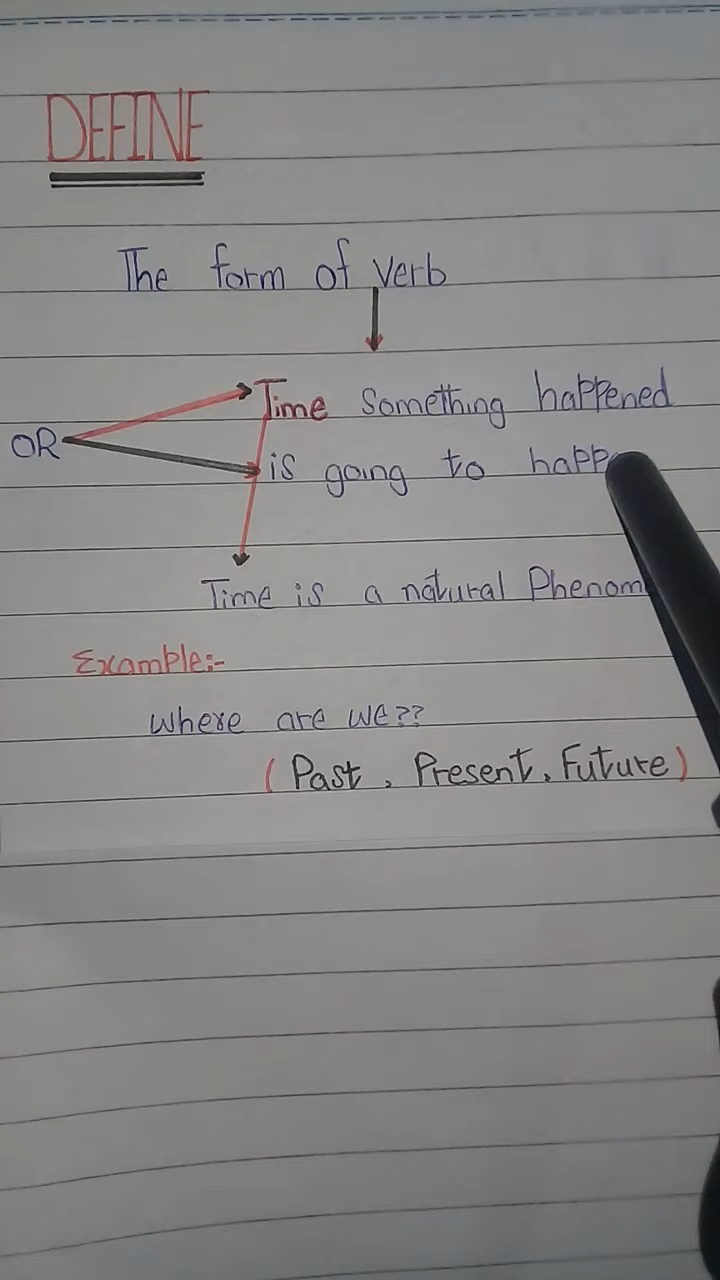 DEFINE
The form of verb
Time something happened
OR
is going to
Time is a natural
Example:-
where are we??
(Past, Present, Future)